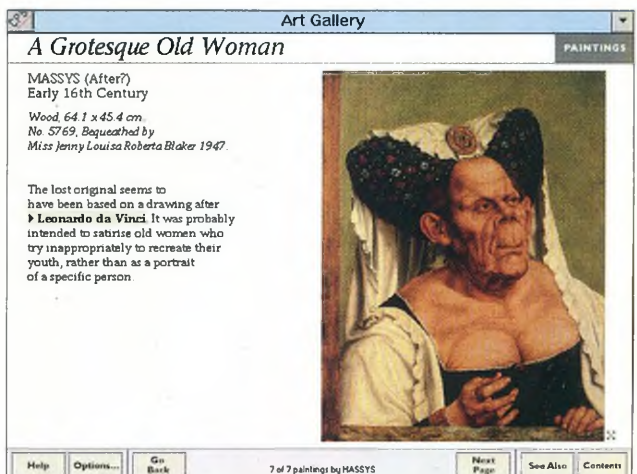 Art Gallery
A Grotesque Old Woman
PAINTINGS
MASSYS (After?)
Early 16th Century
Wood, 64.1 x 45.4 cm.
No. 5769, Bequeathed by
Miss Jenny Louisa Roberta Blaker 1947.
The lost original seems to
have been based on a drawing after
Leonardo da Vinci. It was probably
intended to satirise old women who
try inappropriately to recreate their
youth, rather than as a portrait
of a specific person.
Help
Options...
Go
Back
7 of 7 paintings by MASSYS
Next
Page
See Also
Contents